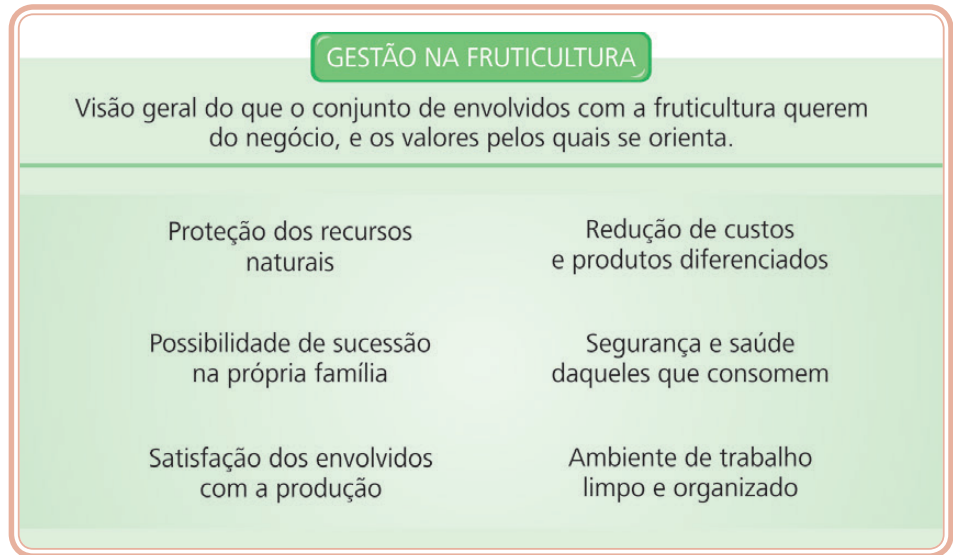 GESTÃO NA FRUTICULTURA
Visão geral do que o conjunto de envolvidos com a fruticultura querem
do negócio, e os valores pelos quais se orienta.
Proteção dos recursos
naturais
Redução de custos
e produtos diferenciados
Possibilidade de sucessão
na própria família
Segurança e saúde
daqueles que consomem
Satisfação dos envolvidos
com a produção
Ambiente de trabalho
limpo e organizado